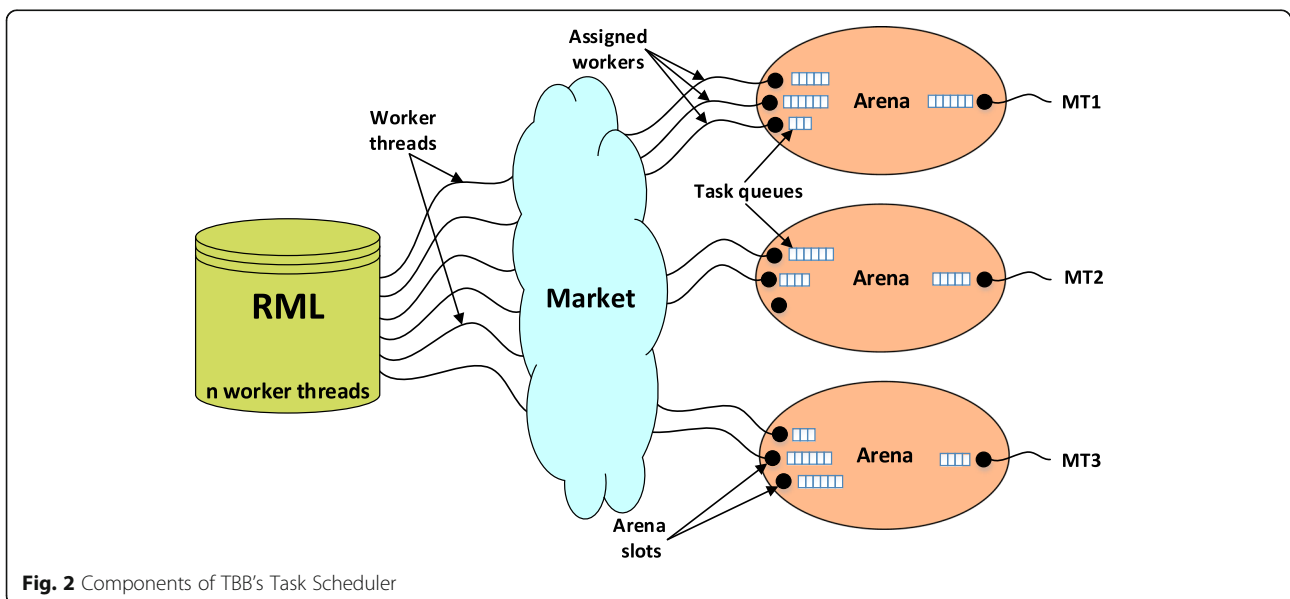 Assigned
workers
Arena
MT1
Worker
threads
Task queues
RML
Market
Arena
MT2
n worker threads
Arena
MT3
Arena
slots
Fig. 2 Components of TBB's Task Scheduler